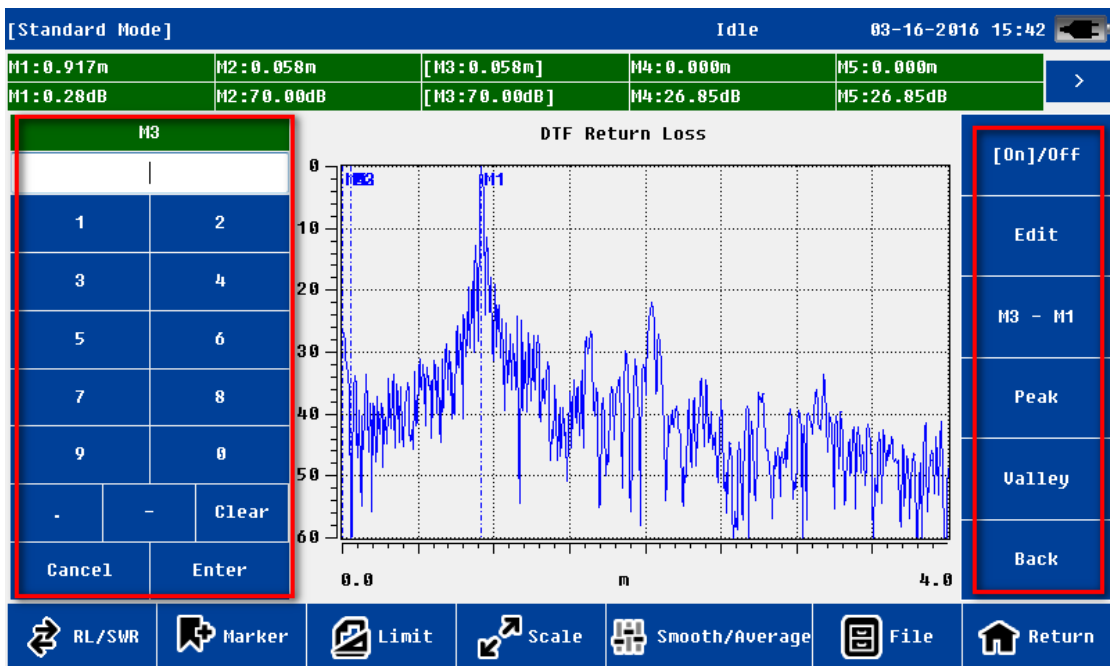 [Standard Mode] Idle 03-16-2016 15:42
M1:0.917m M2:0.058m [M3:0.058m] M4:0.000m M5:0.000m
M1:0.28dB M2:70.00dB [M3:70.00dB] M4:26.85dB M5:26.85dB
>
M3
1 2
3 4
5 6
7 8
9 0
. - Clear
Cancel Enter
DTF Return Loss
M1
0
10
20
30
40
50
60
0.0 m 4.0
[On]/Off
Edit
M3 - M1
Peak
Valley
Back
RL/SWR Marker Limit Scale Smooth/Average File Return